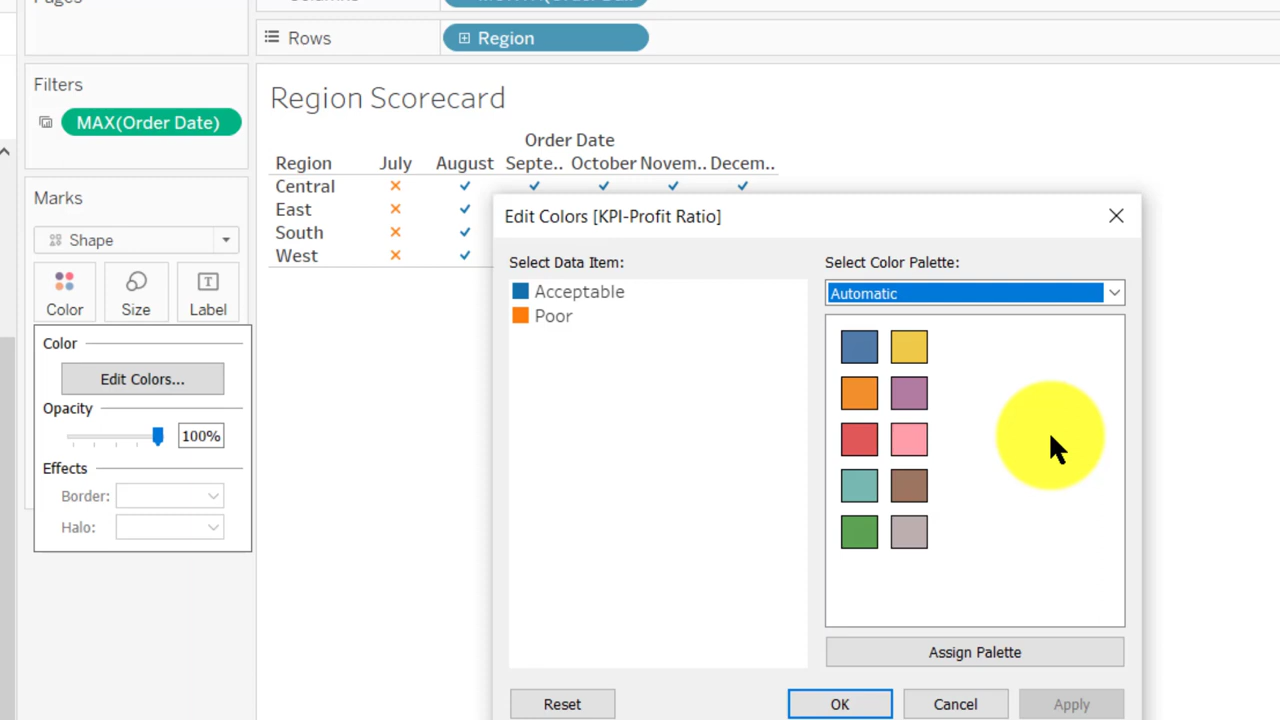 Pages
Columns
Rows
Region
Filters
MAX(Order Date)
Marks
Shape
Color
Size
Label
Color
Edit Colors...
Opacity
100%
Effects
Border:
Halo:
Region Scorecard
Order Date
Region July August Septe.. October Novem.. Decem..
Central
East
South
West
Edit Colors [KPI-Profit Ratio]
Select Data Item:
Acceptable
Poor
Select Color Palette:
Automatic
Assign Palette
Reset
OK
Cancel
Apply